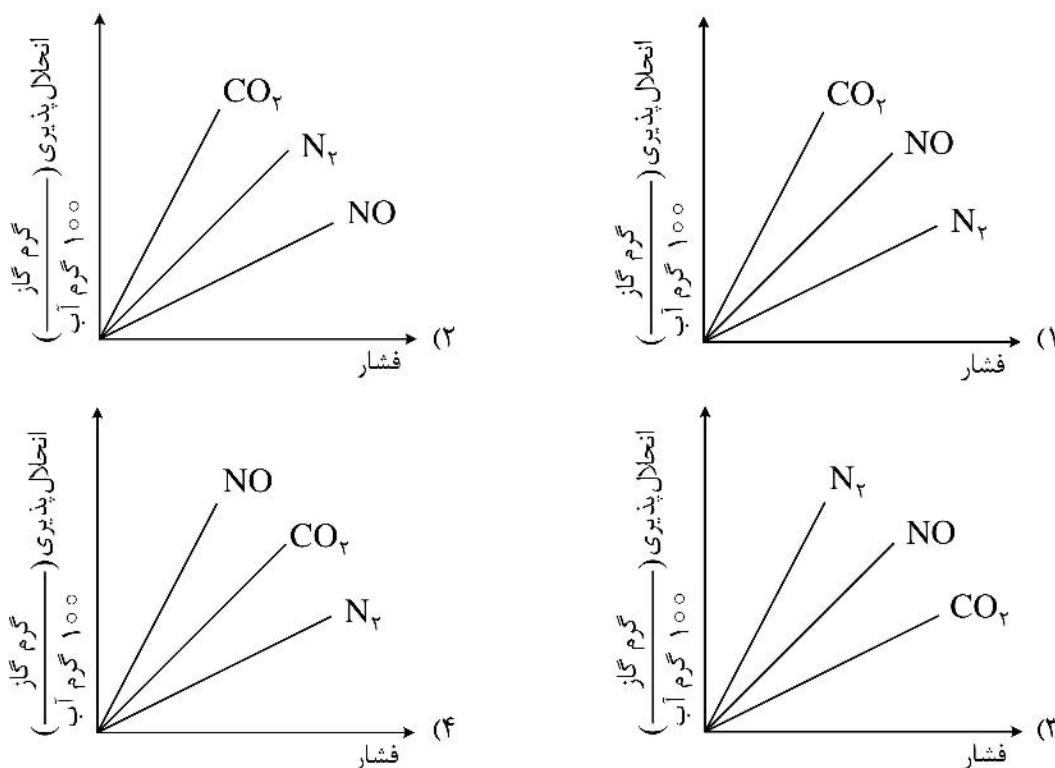 انحلال‌پذیری (گرم گاز / ۱۰۰ گرم آب)
CO₂
NO
N₂
فشار
(۱
انحلال‌پذیری (گرم گاز / ۱۰۰ گرم آب)
CO₂
N₂
NO
فشار
(۲
انحلال‌پذیری (گرم گاز / ۱۰۰ گرم آب)
N₂
NO
CO₂
فشار
(۳
انحلال‌پذیری (گرم گاز / ۱۰۰ گرم آب)
NO
CO₂
N₂
فشار
(۴